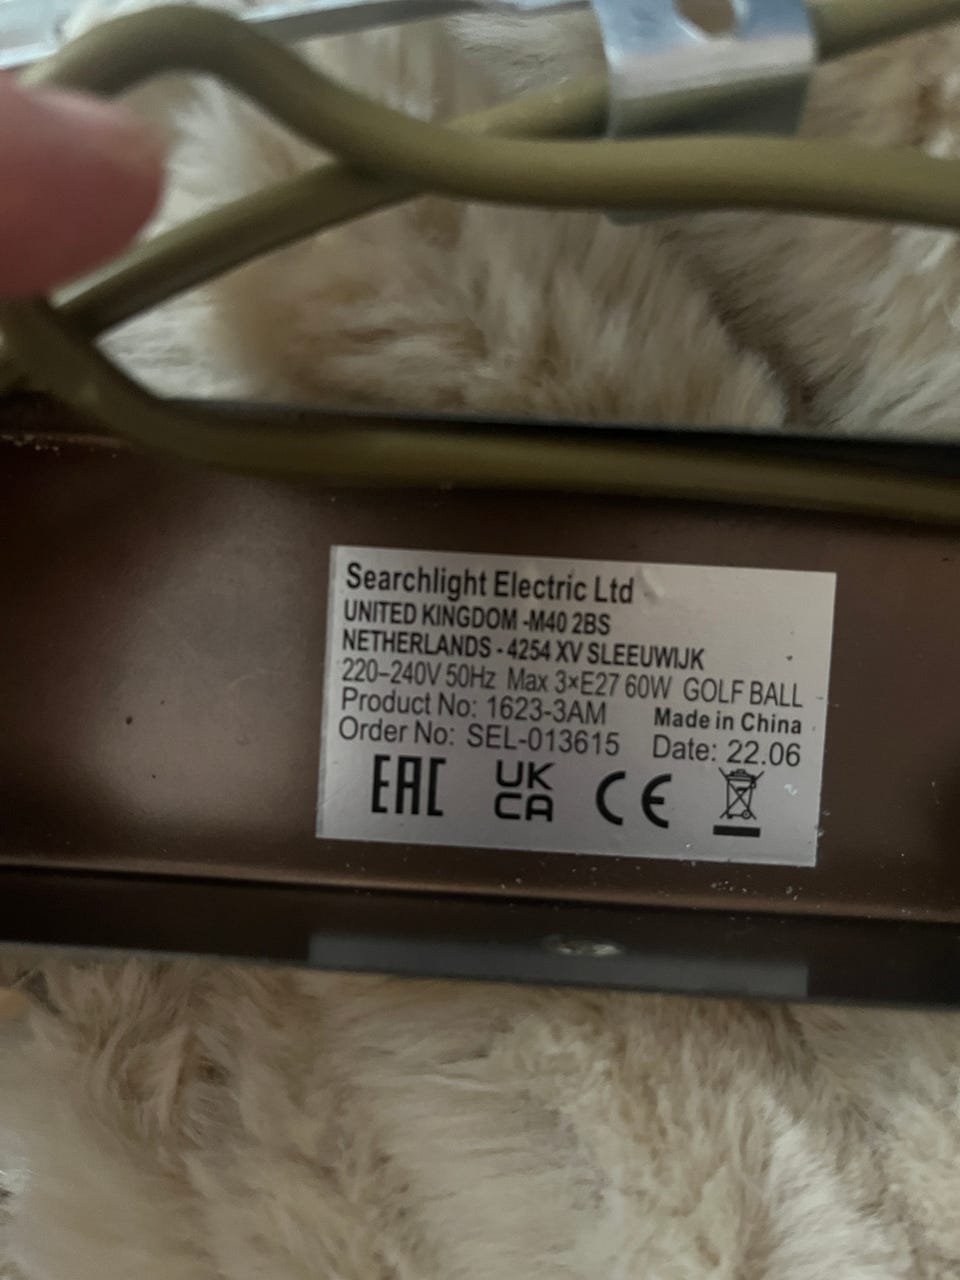 Searchlight Electric Ltd
UNITED KINGDOM -M40 2BS
NETHERLANDS - 4254 XV SLEEUWIJK
220-240V 50Hz Max 3×E27 60W GOLF BALL
Product No: 1623-3AM Made in China
Order No: SEL-013615 Date: 22.06
EAC UK CA CE